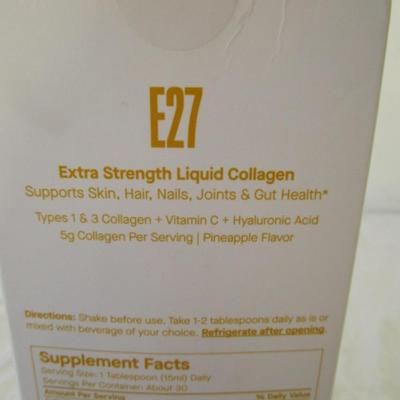 E27
Extra Strength Liquid Collagen
Supports Skin, Hair, Nails, Joints & Gut Health*
Types 1 & 3 Collagen + Vitamin C + Hyaluronic Acid
5g Collagen Per Serving | Pineapple Flavor
Directions: Shake before use. Take 1-2 tablespoons daily as is or
mixed with beverage of your choice. Refrigerate after opening.
Supplement Facts
Serving Size: 1 Tablespoon (15ml) Daily
Servings Per Container: About 30
Amount Per Serving % Daily Value